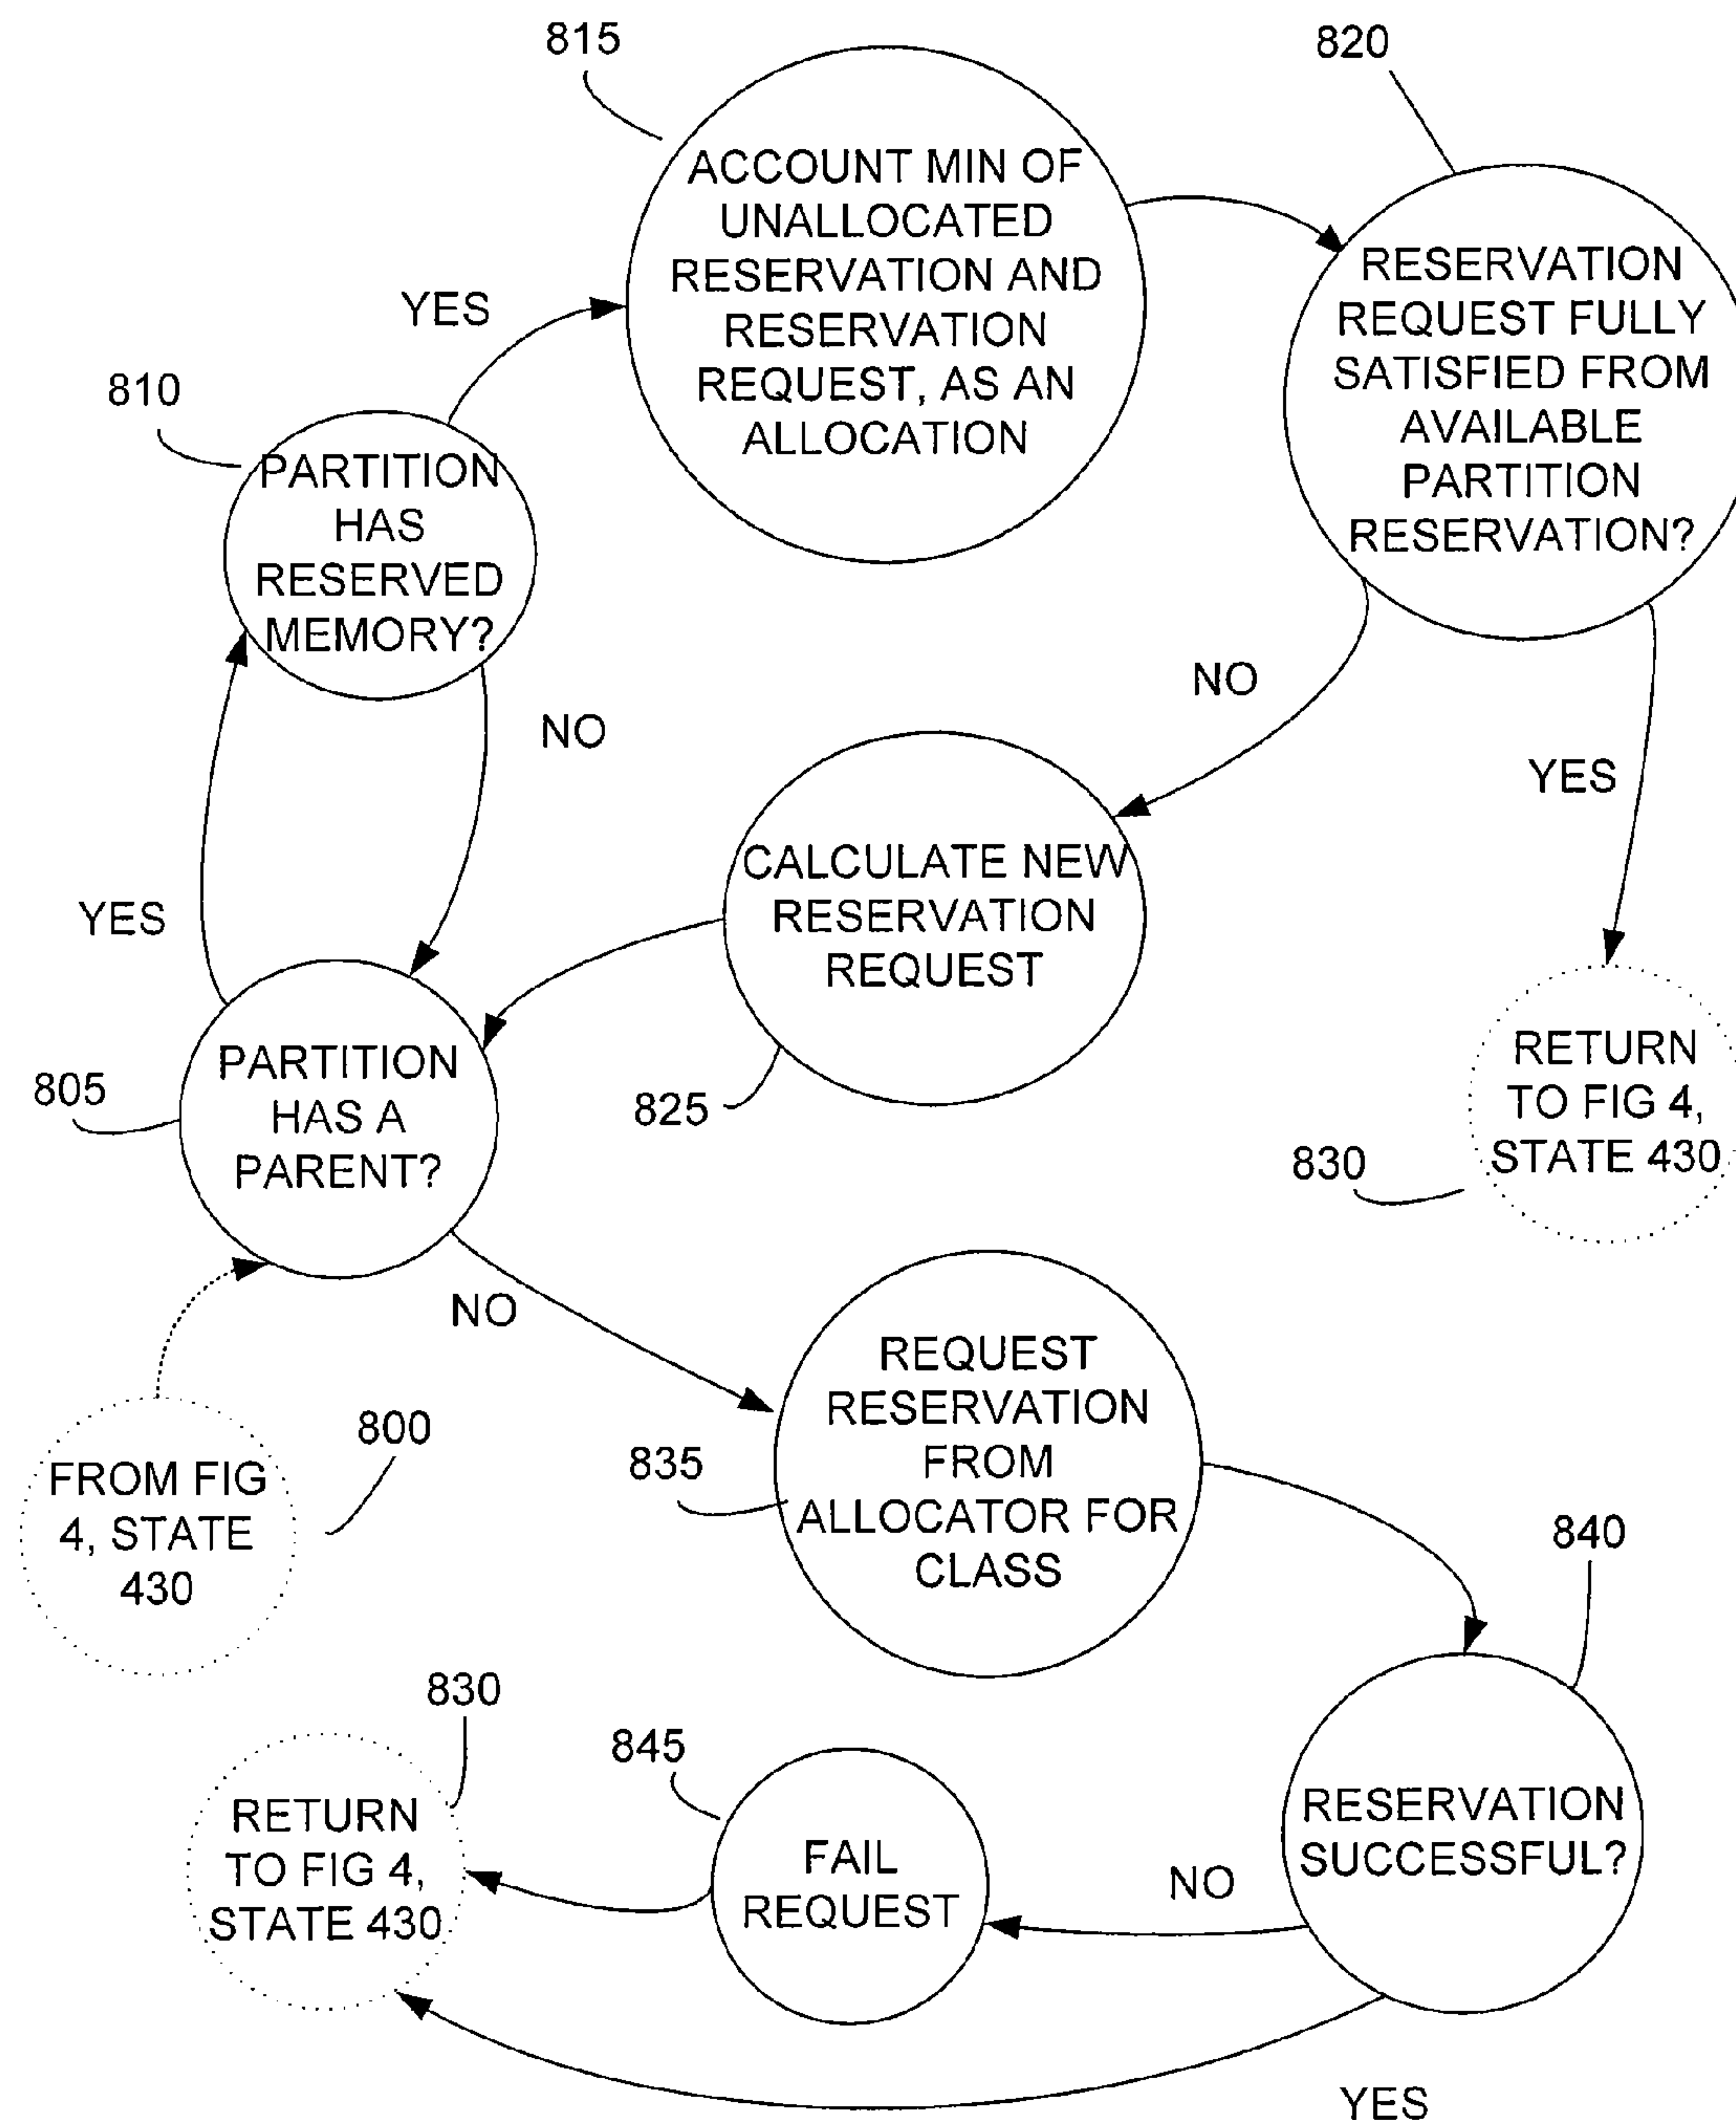 815
820
ACCOUNT MIN OF
UNALLOCATED
RESERVATION AND
RESERVATION
REQUEST, AS AN
ALLOCATION
RESERVATION
REQUEST FULLY
SATISFIED FROM
AVAILABLE
PARTITION
RESERVATION?
YES
810
PARTITION
HAS
RESERVED
MEMORY?
NO
NO
YES
YES
CALCULATE NEW
RESERVATION
REQUEST
825
805
PARTITION
HAS A
PARENT?
RETURN
TO FIG 4,
STATE 430
830
NO
800
FROM FIG
4, STATE
430
835
REQUEST
RESERVATION
FROM
ALLOCATOR FOR
CLASS
840
RESERVATION
SUCCESSFUL?
NO
845
FAIL
REQUEST
830
RETURN
TO FIG 4,
STATE 430
YES